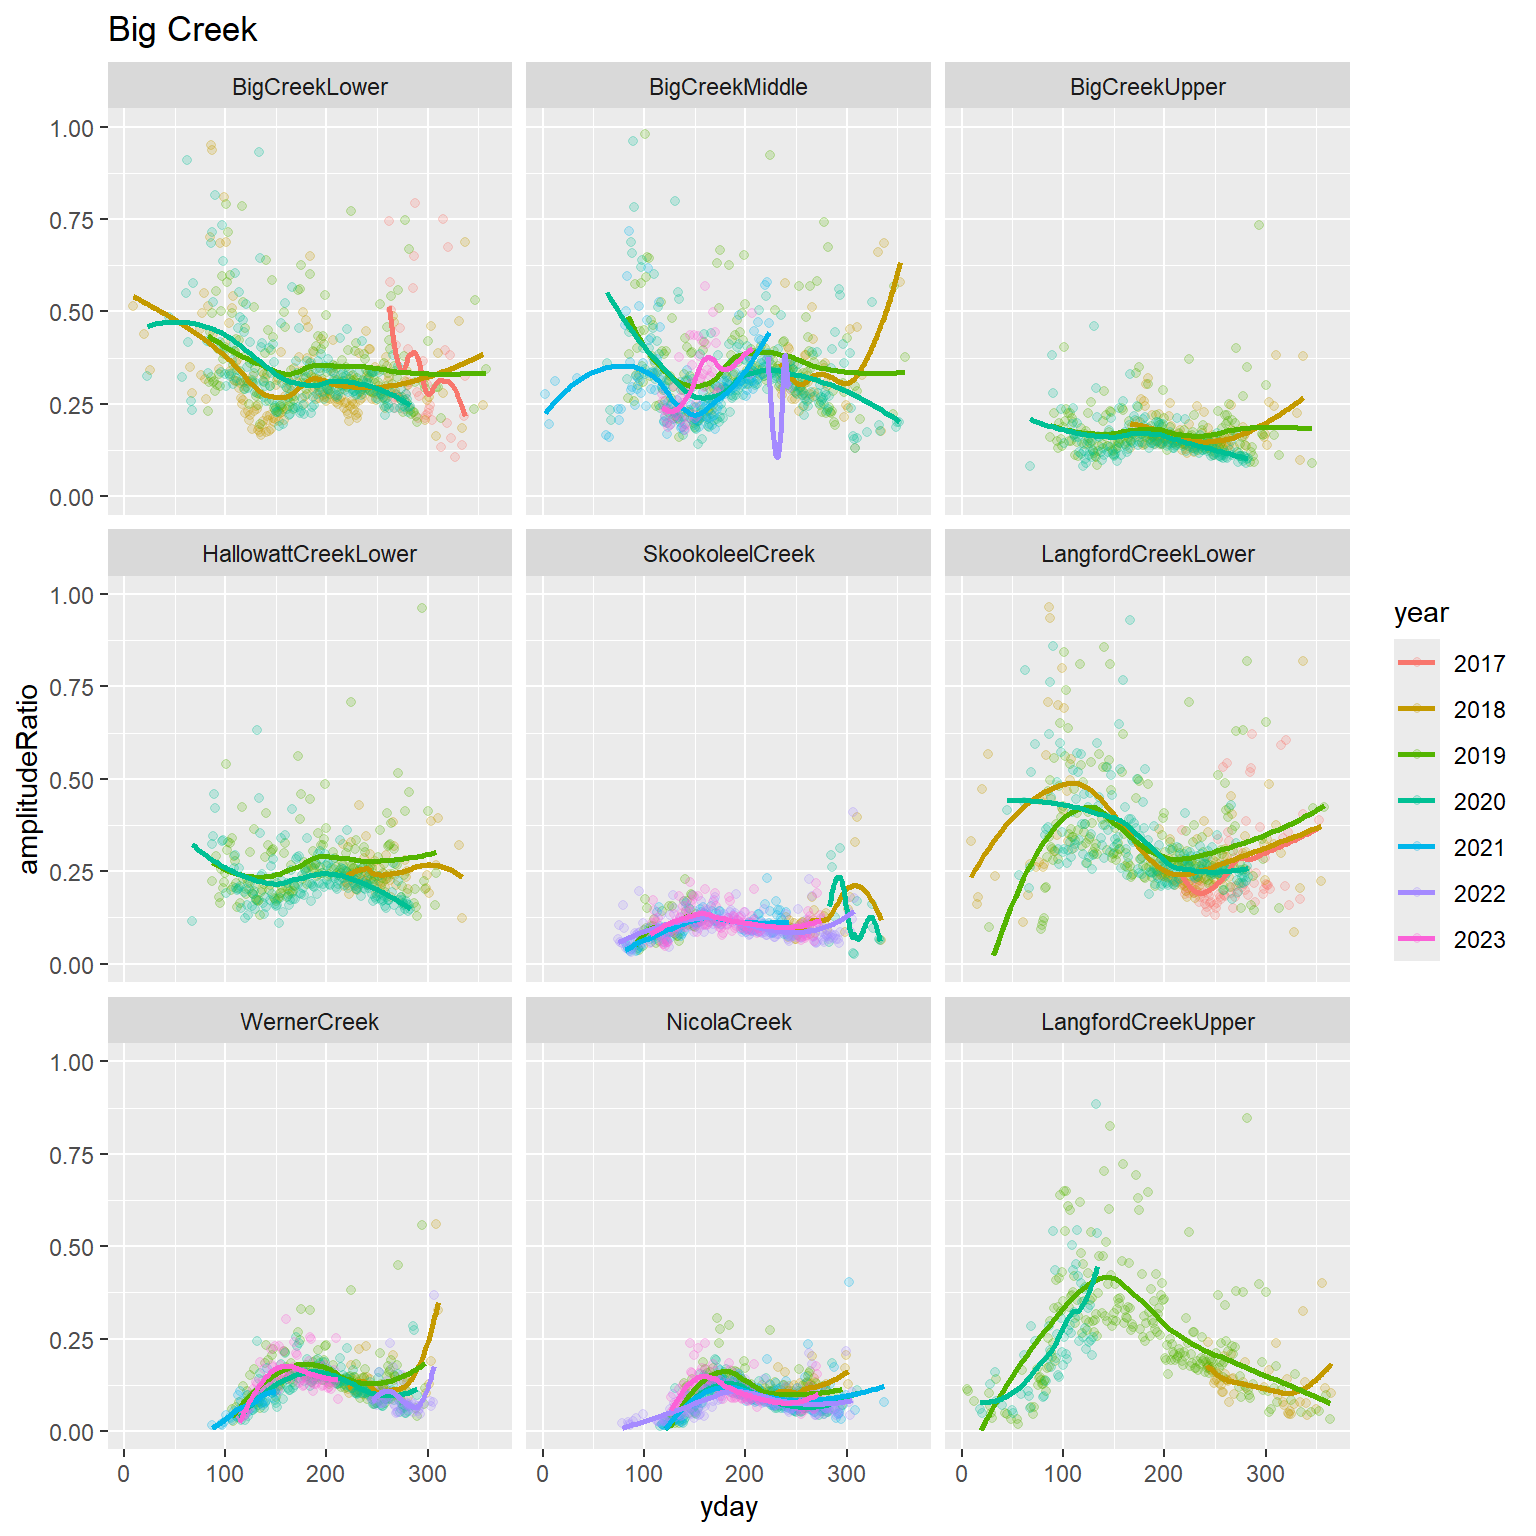 Big Creek
BigCreekLower
BigCreekMiddle
BigCreekUpper
1.00
0.75
0.50
0.25
0.00
HallowattCreekLower
SkookoleelCreek
LangfordCreekLower
1.00
0.75
0.50
0.25
0.00
WernerCreek
NicolaCreek
LangfordCreekUpper
1.00
0.75
0.50
0.25
0.00
0 100 200 300
0 100 200 300
0 100 200 300
yday
amplitudeRatio
year
2017
2018
2019
2020
2021
2022
2023